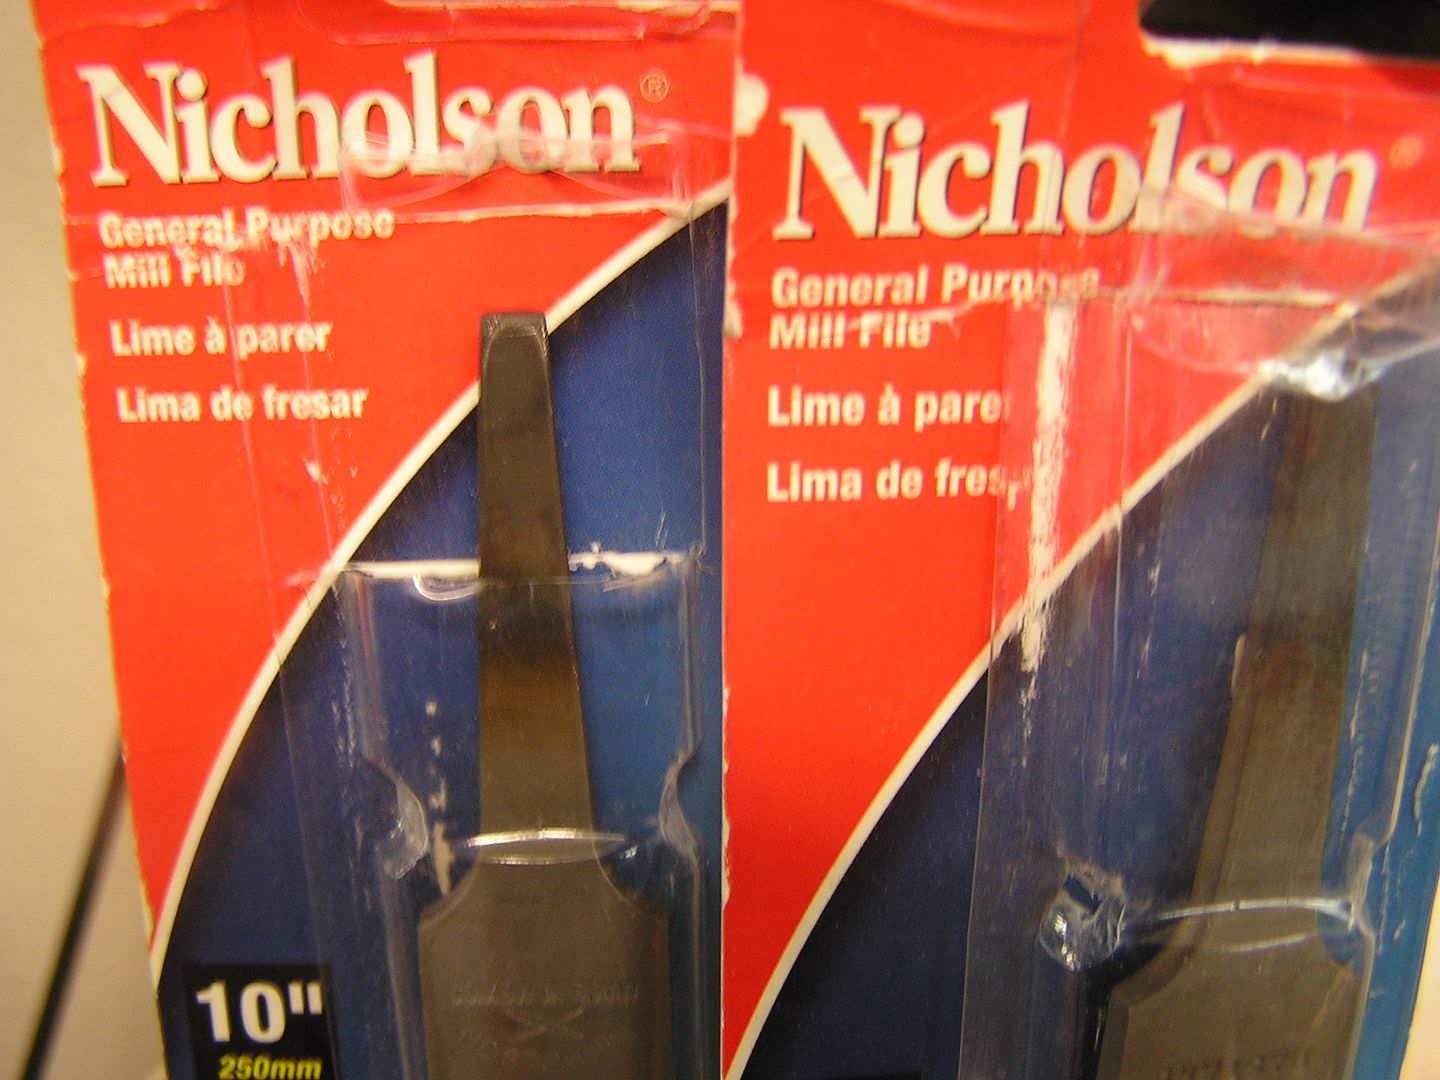 Nicholson®
General Purpose
Mill File
Lime à parer
Lima de fresar
10"
250mm
Nicholson®
General Purpose
Mill File
Lime à pare
Lima de fres